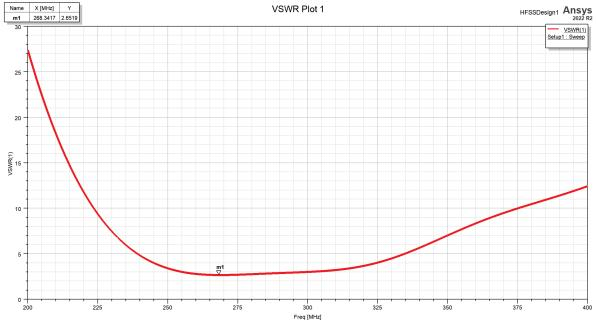 VSWR Plot 1
HFSSDesign1 Ansys
2022 R2
Name X [MHz] Y
m1 268.3417 2.6519
VSWR(1)
Setup1 : Sweep
30
25
20
15
10
5
0
VSWR(1)
m1
200 225 250 275 300 325 350 375 400
Freq [MHz]